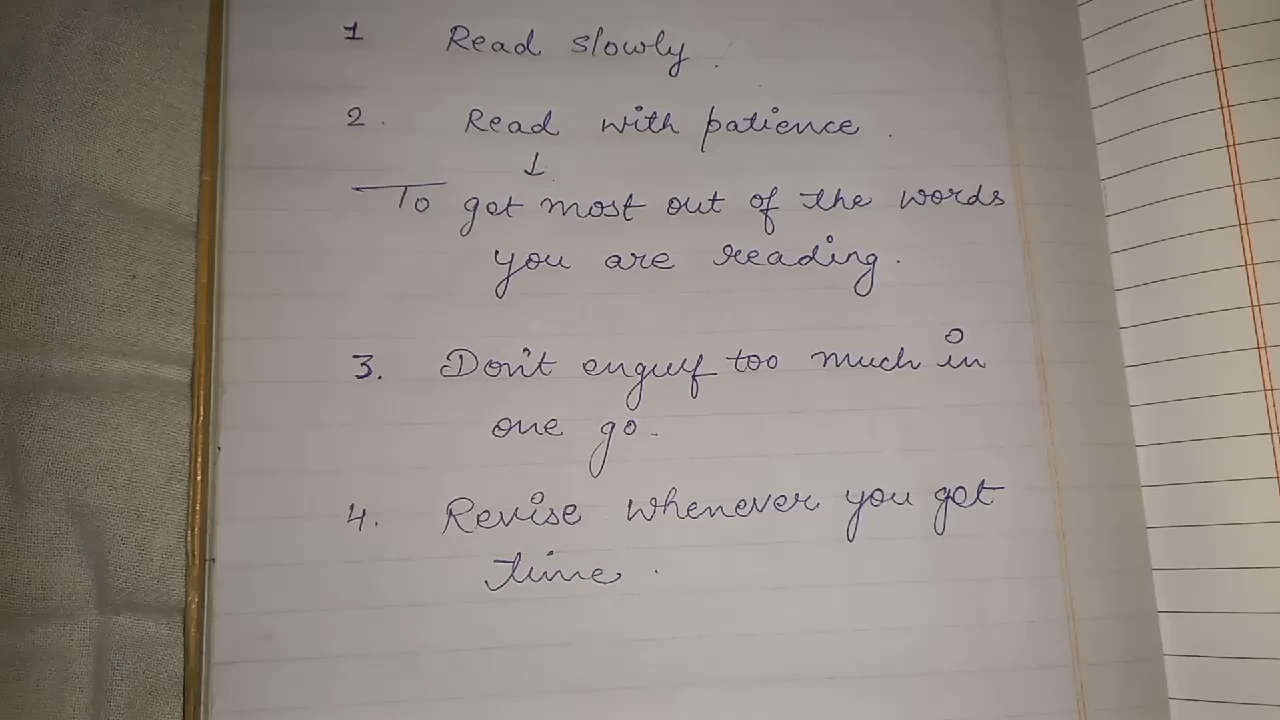 1 Read slowly.
2. Read with patience.
↓
To get most out of the words
you are reading.
3. Don't engulf too much in
one go.
4. Revise whenever you get
time.